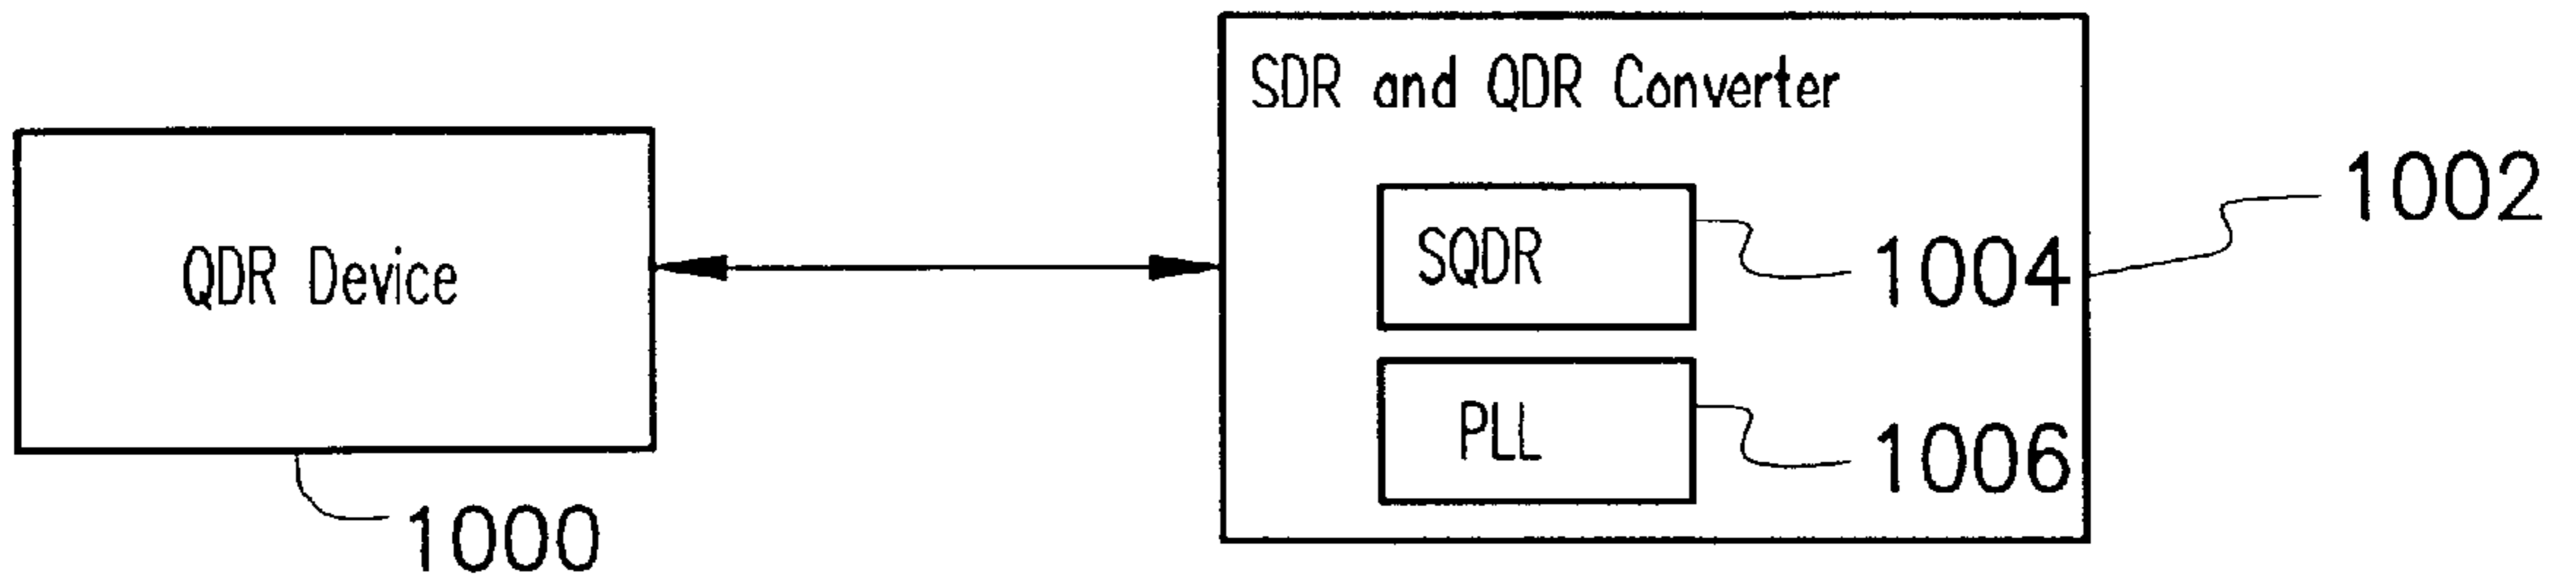 SDR and QDR Converter
QDR Device
SQDR
PLL
1000
1002
1004
1006